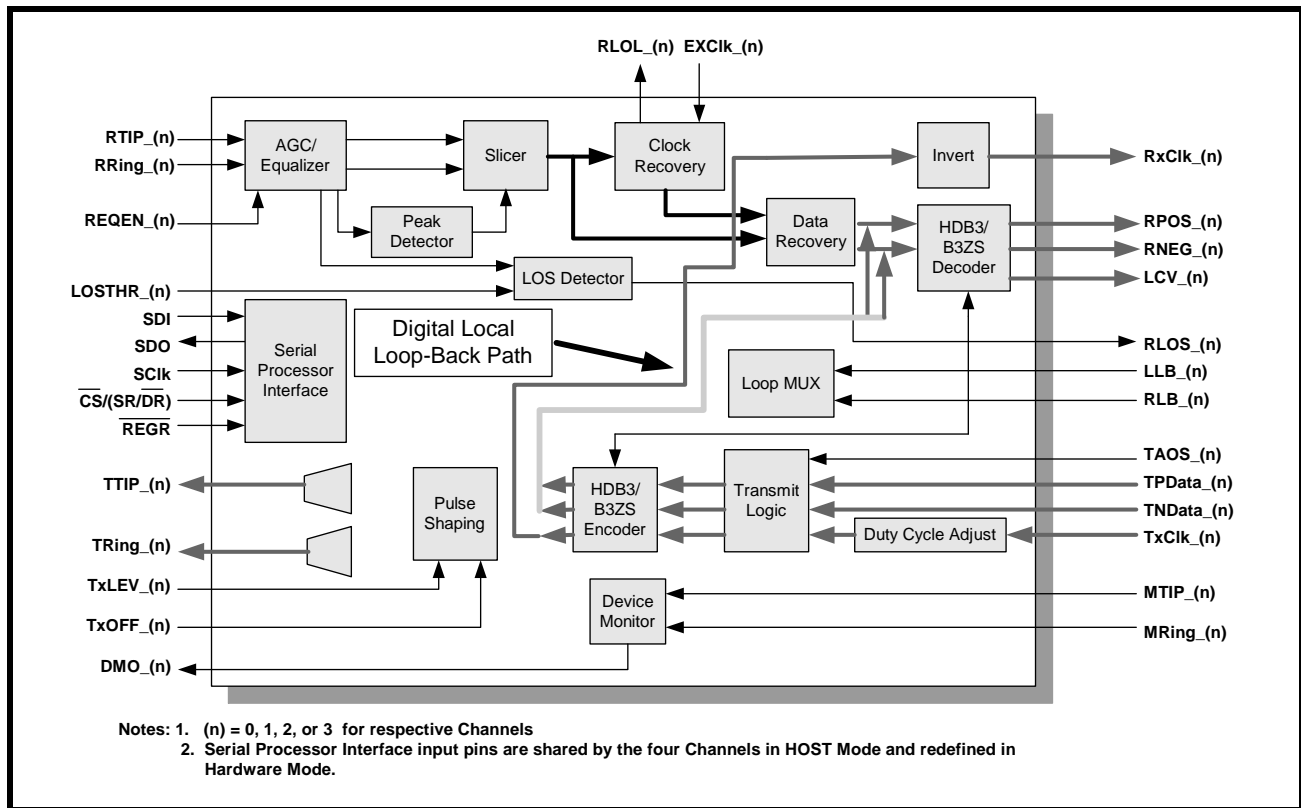 RLOL_(n) EXClk_(n)
RTIP_(n)
RRing_(n)
REQEN_(n)
LOSTHR_(n)
SDI
SDO
SClk
CS/(SR/DR)
REGR
TTIP_(n)
TRing_(n)
TxLEV_(n)
TxOFF_(n)
DMO_(n)
AGC/
Equalizer
Slicer
Clock
Recovery
Invert
Peak
Detector
Data
Recovery
HDB3/
B3ZS
Decoder
LOS Detector
Serial
Processor
Interface
Digital Local
Loop-Back Path
Loop MUX
Pulse
Shaping
HDB3/
B3ZS
Encoder
Transmit
Logic
Duty Cycle Adjust
Device
Monitor
RxClk_(n)
RPOS_(n)
RNEG_(n)
LCV_(n)
RLOS_(n)
LLB_(n)
RLB_(n)
TAOS_(n)
TPData_(n)
TNData_(n)
TxClk_(n)
MTIP_(n)
MRing_(n)
Notes: 1. (n) = 0, 1, 2, or 3 for respective Channels
2. Serial Processor Interface input pins are shared by the four Channels in HOST Mode and redefined in
Hardware Mode.